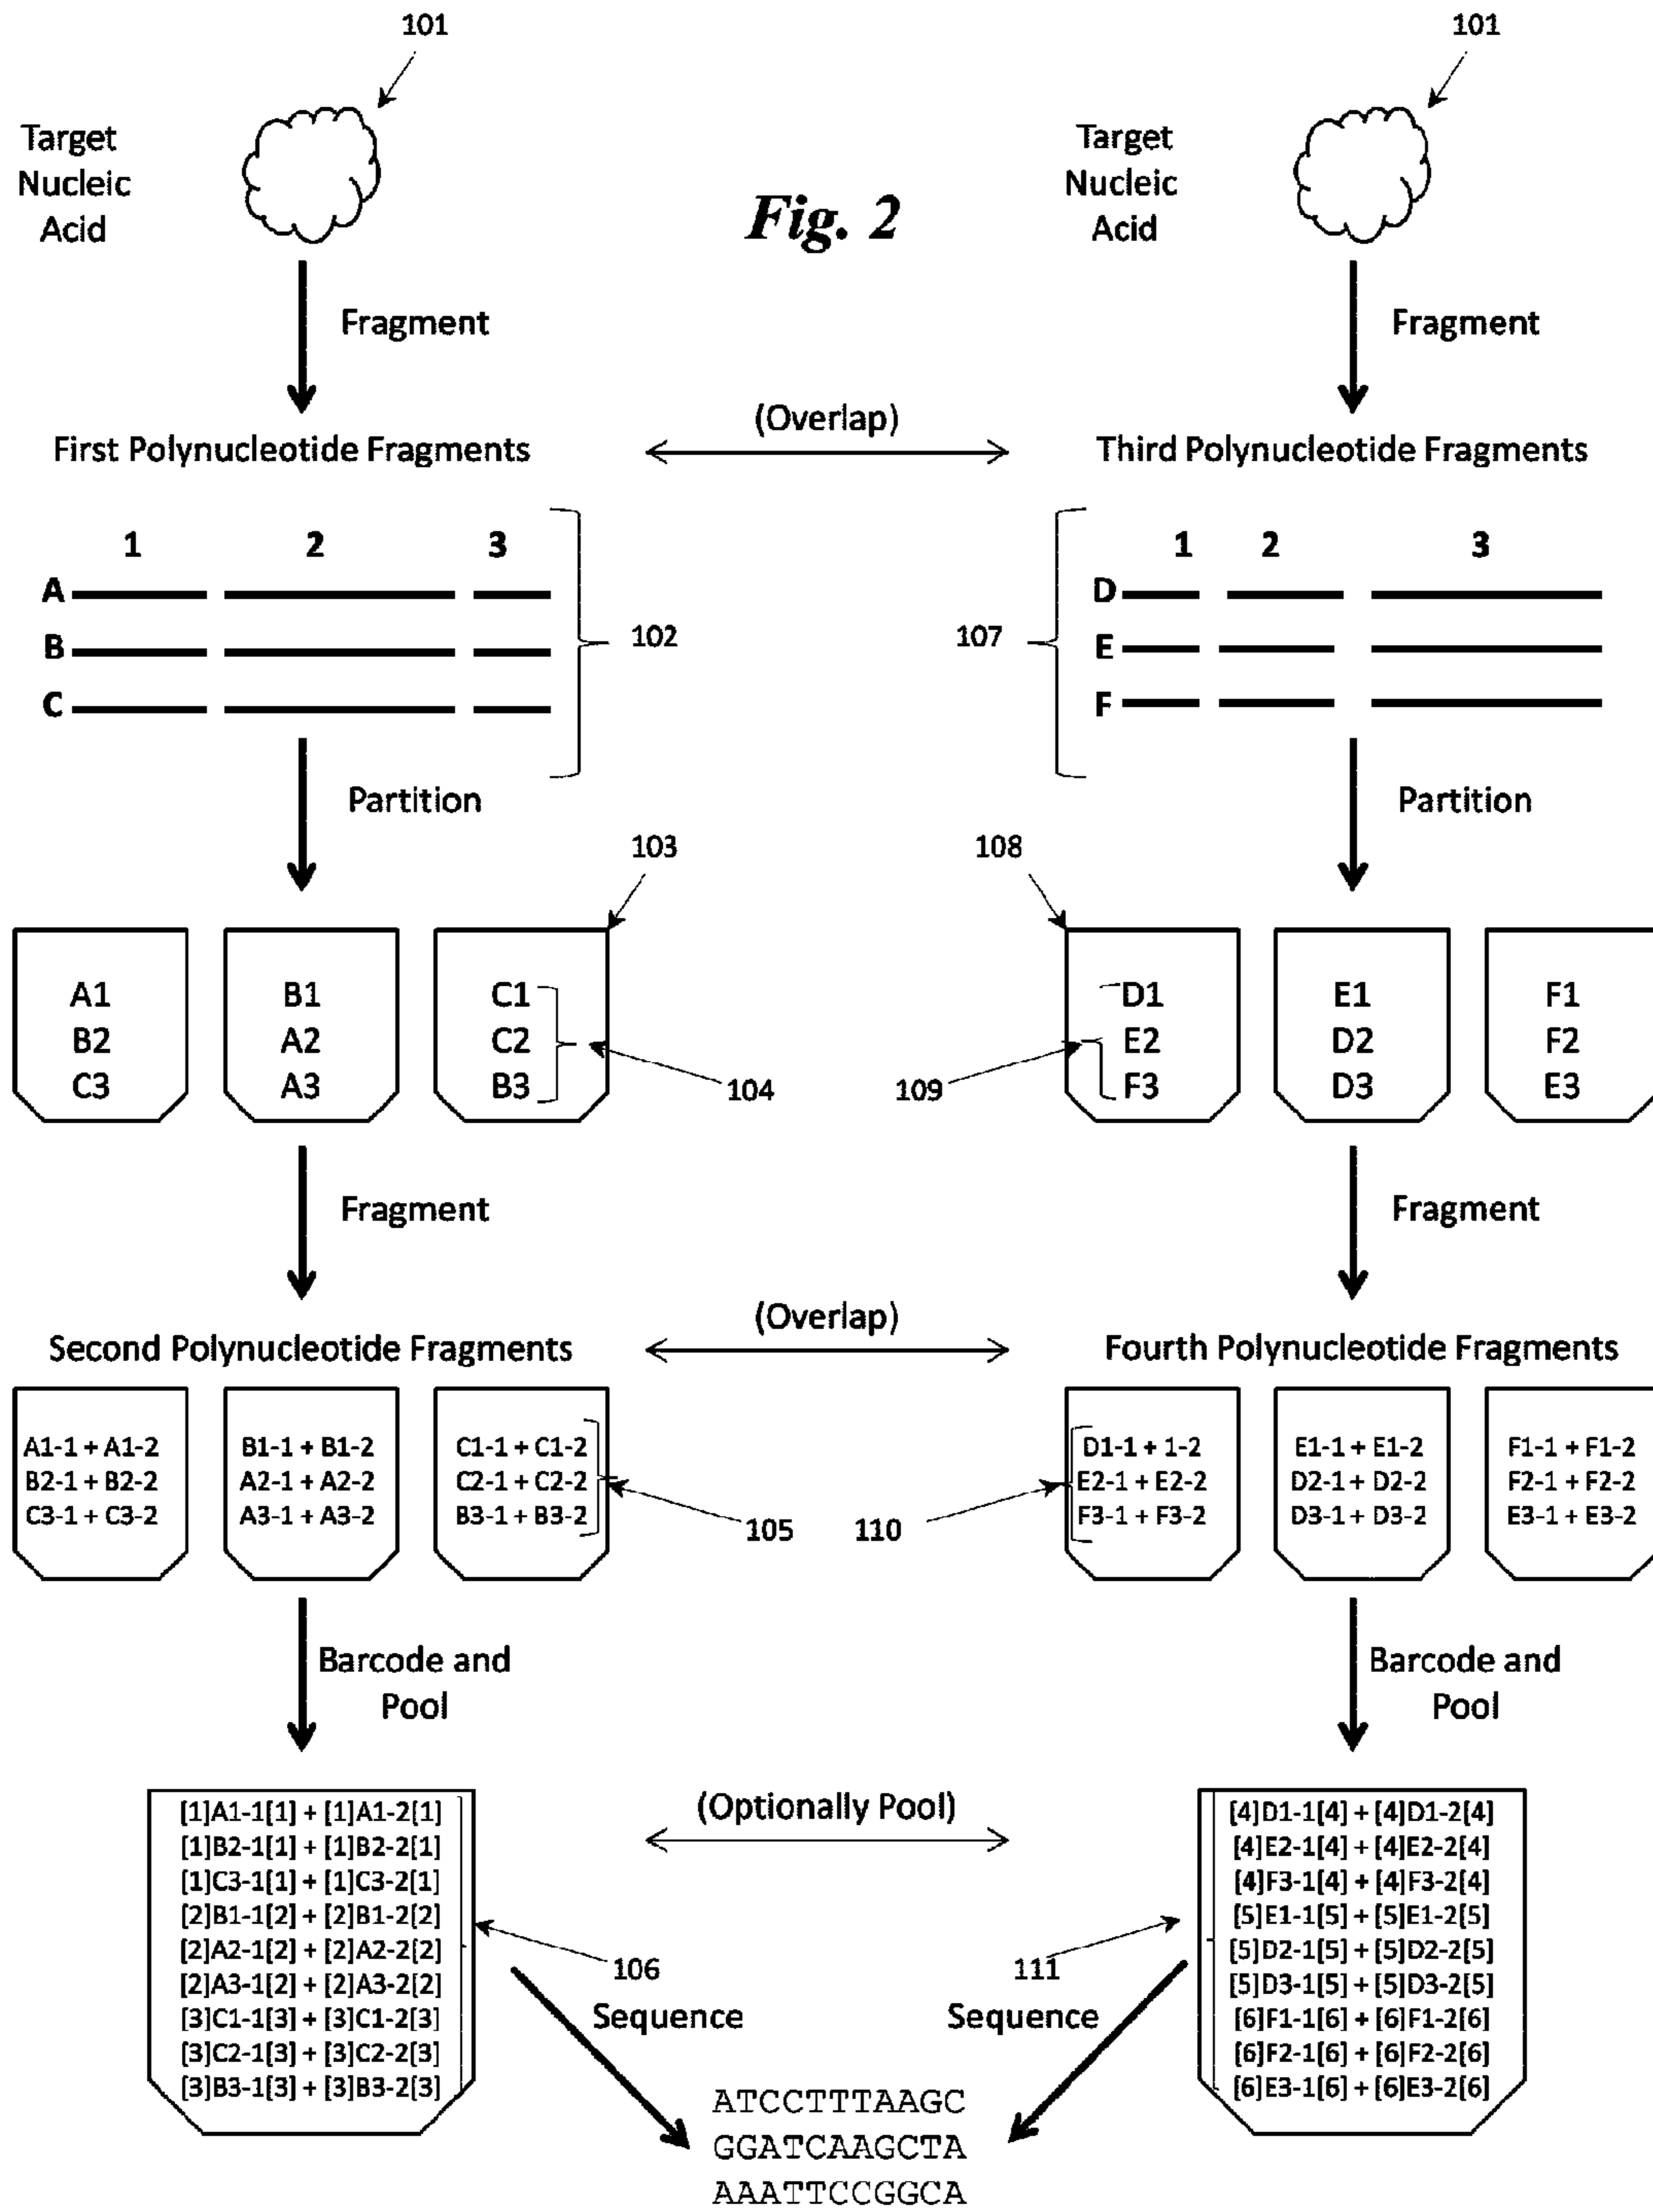 101
101
Target
Nucleic
Acid
Target
Nucleic
Acid
Fig. 2
Fragment
Fragment
(Overlap)
First Polynucleotide Fragments
Third Polynucleotide Fragments
1 2 3
1 2 3
A
B
C
102
107
D
E
F
Partition
Partition
103
108
A1
B2
C3
B1
A2
A3
C1
C2
B3
104
109
D1
E2
F3
E1
D2
D3
F1
F2
E3
Fragment
Fragment
(Overlap)
Second Polynucleotide Fragments
Fourth Polynucleotide Fragments
A1-1 + A1-2
B2-1 + B2-2
C3-1 + C3-2
B1-1 + B1-2
A2-1 + A2-2
A3-1 + A3-2
C1-1 + C1-2
C2-1 + C2-2
B3-1 + B3-2
105
110
D1-1 + 1-2
E2-1 + E2-2
F3-1 + F3-2
E1-1 + E1-2
D2-1 + D2-2
D3-1 + D3-2
F1-1 + F1-2
F2-1 + F2-2
E3-1 + E3-2
Barcode and
Pool
Barcode and
Pool
(Optionally Pool)
[1]A1-1[1] + [1]A1-2[1]
[1]B2-1[1] + [1]B2-2[1]
[1]C3-1[1] + [1]C3-2[1]
[2]B1-1[2] + [2]B1-2[2]
[2]A2-1[2] + [2]A2-2[2]
[2]A3-1[2] + [2]A3-2[2]
[3]C1-1[3] + [3]C1-2[3]
[3]C2-1[3] + [3]C2-2[3]
[3]B3-1[3] + [3]B3-2[3]
[4]D1-1[4] + [4]D1-2[4]
[4]E2-1[4] + [4]E2-2[4]
[4]F3-1[4] + [4]F3-2[4]
[5]E1-1[5] + [5]E1-2[5]
[5]D2-1[5] + [5]D2-2[5]
[5]D3-1[5] + [5]D3-2[5]
[6]F1-1[6] + [6]F1-2[6]
[6]F2-1[6] + [6]F2-2[6]
[6]E3-1[6] + [6]E3-2[6]
106
111
Sequence
Sequence
ATCCTTTAAGC
GGATCAAGCTA
AAATTCCGGCA